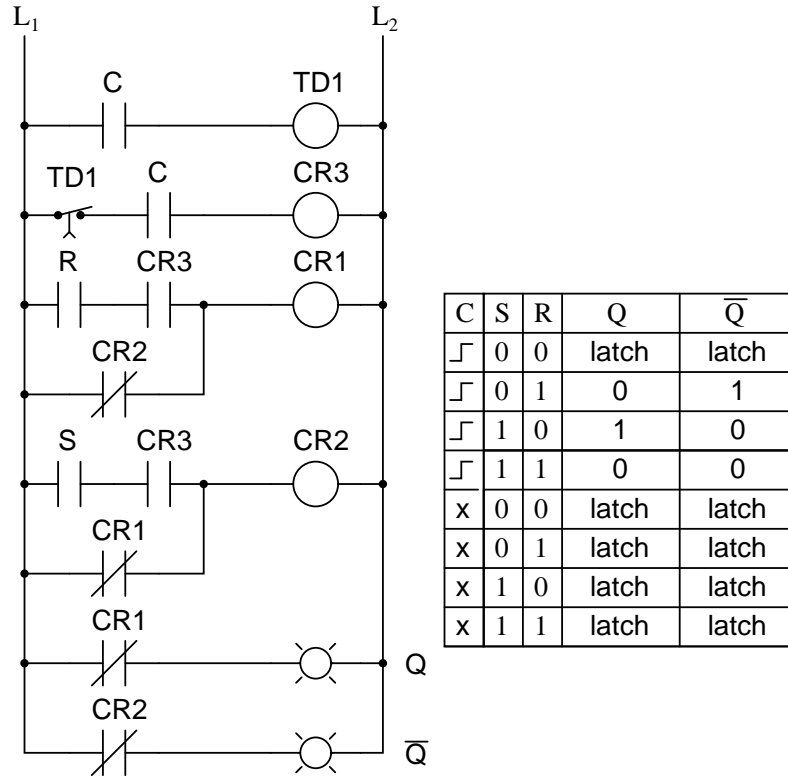 L₁ L₂
C TD1
TD1 C CR3
R CR3 CR1
CR2
S CR3 CR2
CR1
CR1
Q
CR2
Q̅
C S R Q Q̅
0 0 latch latch
0 1 0 1
1 0 1 0
1 1 0 0
x 0 0 latch latch
x 0 1 latch latch
x 1 0 latch latch
x 1 1 latch latch